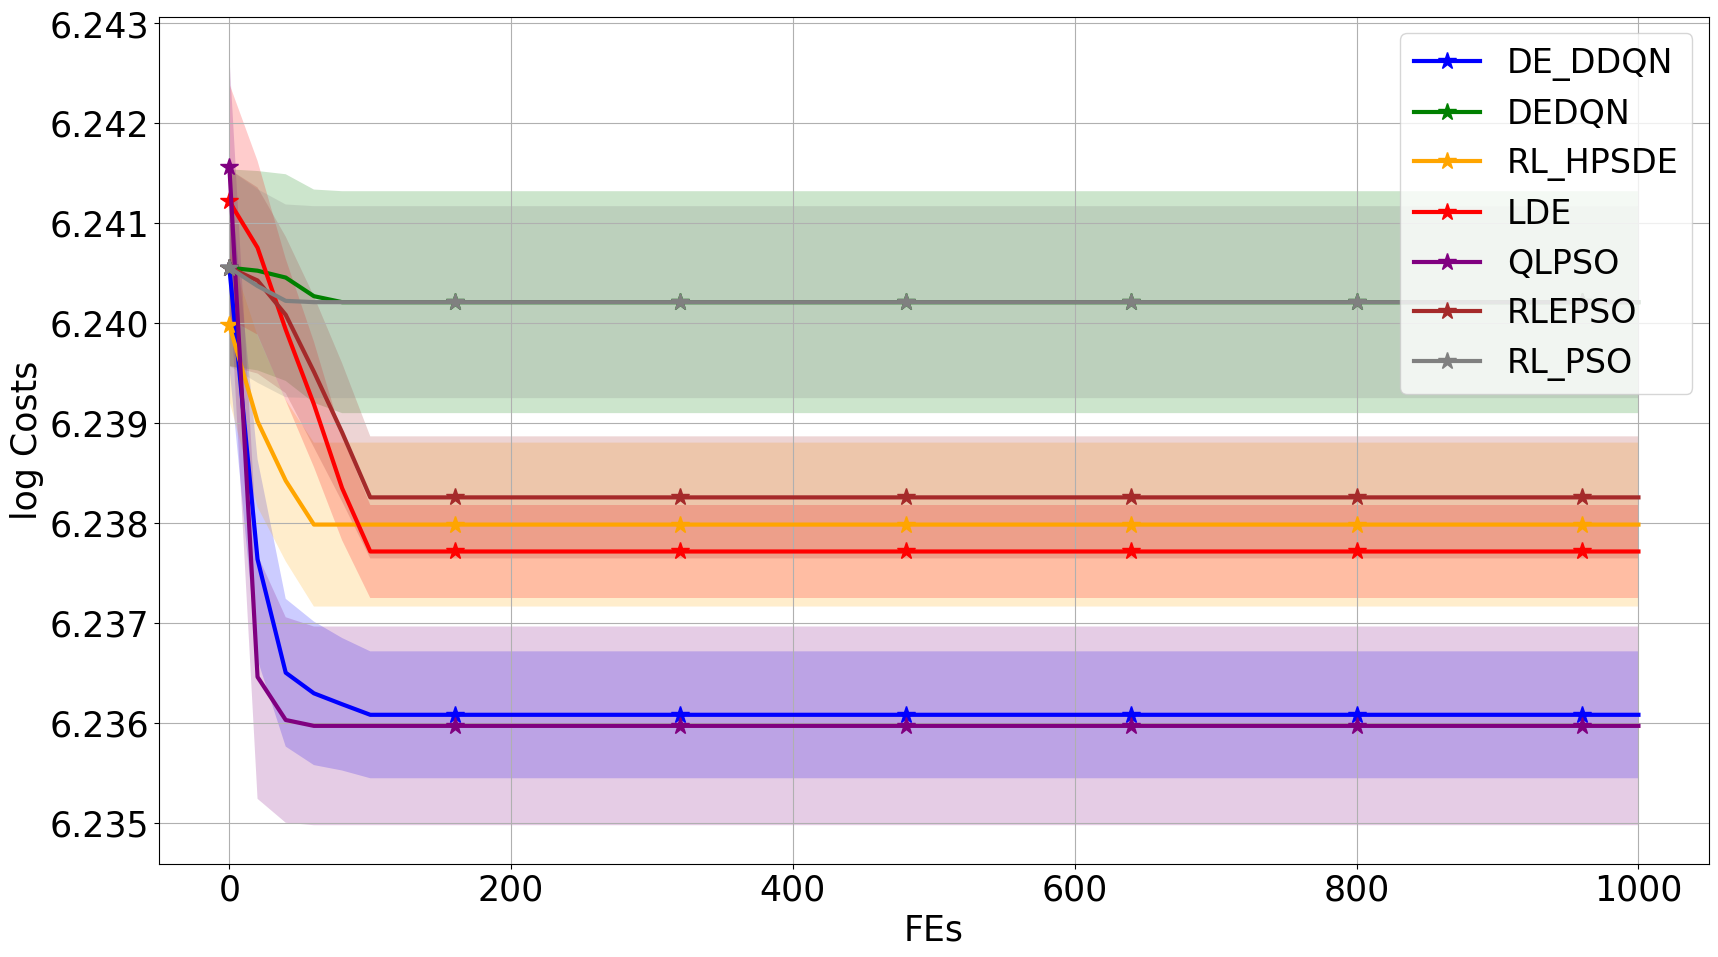 6.243
6.242
6.241
6.240
6.239
6.238
6.237
6.236
6.235
log Costs
0
200
400
600
800
1000
FEs
DE_DDQN
DEDQN
RL_HPSDE
LDE
QLPSO
RLEPSO
RL_PSO